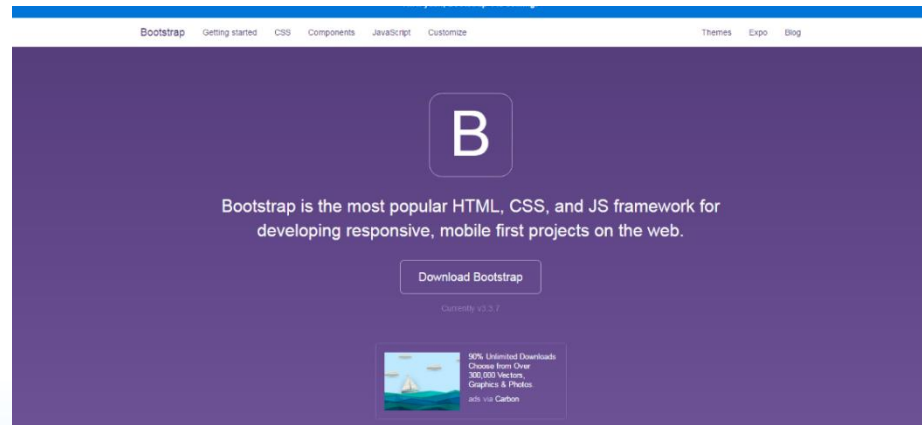 Bootstrap Getting started CSS Components JavaScript Customize Themes Expo Blog
B
Bootstrap is the most popular HTML, CSS, and JS framework for
developing responsive, mobile first projects on the web.
Download Bootstrap
Currently v3.3.7
90% Unlimited Downloads
Choose from Over
300,000 Vectors,
Graphics & Photos.
ads via Carbon